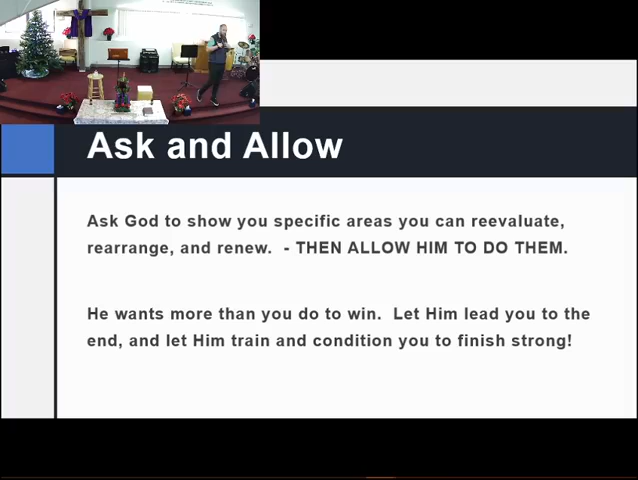 Ask and Allow
Ask God to show you specific areas you can reevaluate,
rearrange, and renew.  - THEN ALLOW HIM TO DO THEM.
He wants more than you do to win.  Let Him lead you to the
end, and let Him train and condition you to finish strong!